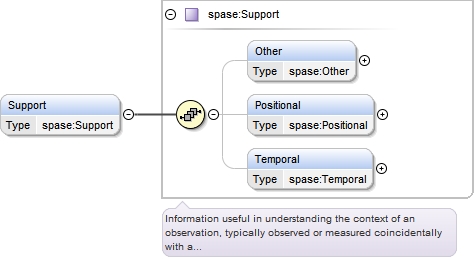 spase:Support
Other
Type spase:Other
Support
Type spase:Support
Positional
Type spase:Positional
Temporal
Type spase:Temporal
Information useful in understanding the context of an
observation, typically observed or measured coincidentally
with a...